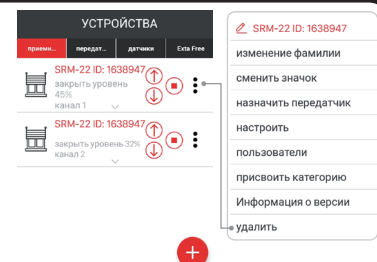 УСТРОЙСТВА
приемн... передат... датчики Exta Free
SRM-22 ID: 1638947
закрыть уровень
45%
канал 1
SRM-22 ID: 1638947
закрыть уровень 32%
канал 2
SRM-22 ID: 1638947
изменение фамилии
сменить значок
назначить передатчик
настроить
пользователи
присвоить категорию
Информация о версии
удалить